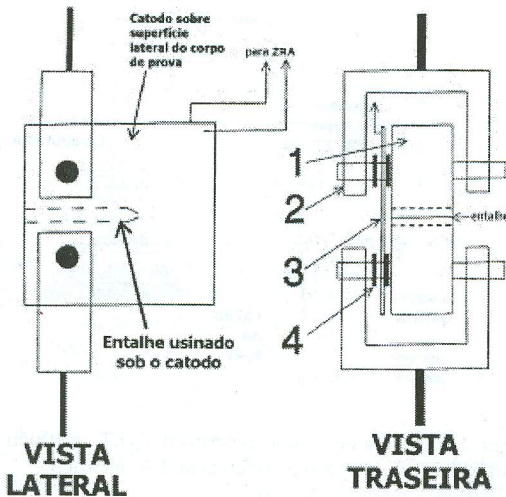 Catodo sobre
superfície
lateral do corpo
de prova
para ZRA
1
2
entalhe
3
4
Entalhe usinado
sob o catodo
VISTA
LATERAL
VISTA
TRASEIRA